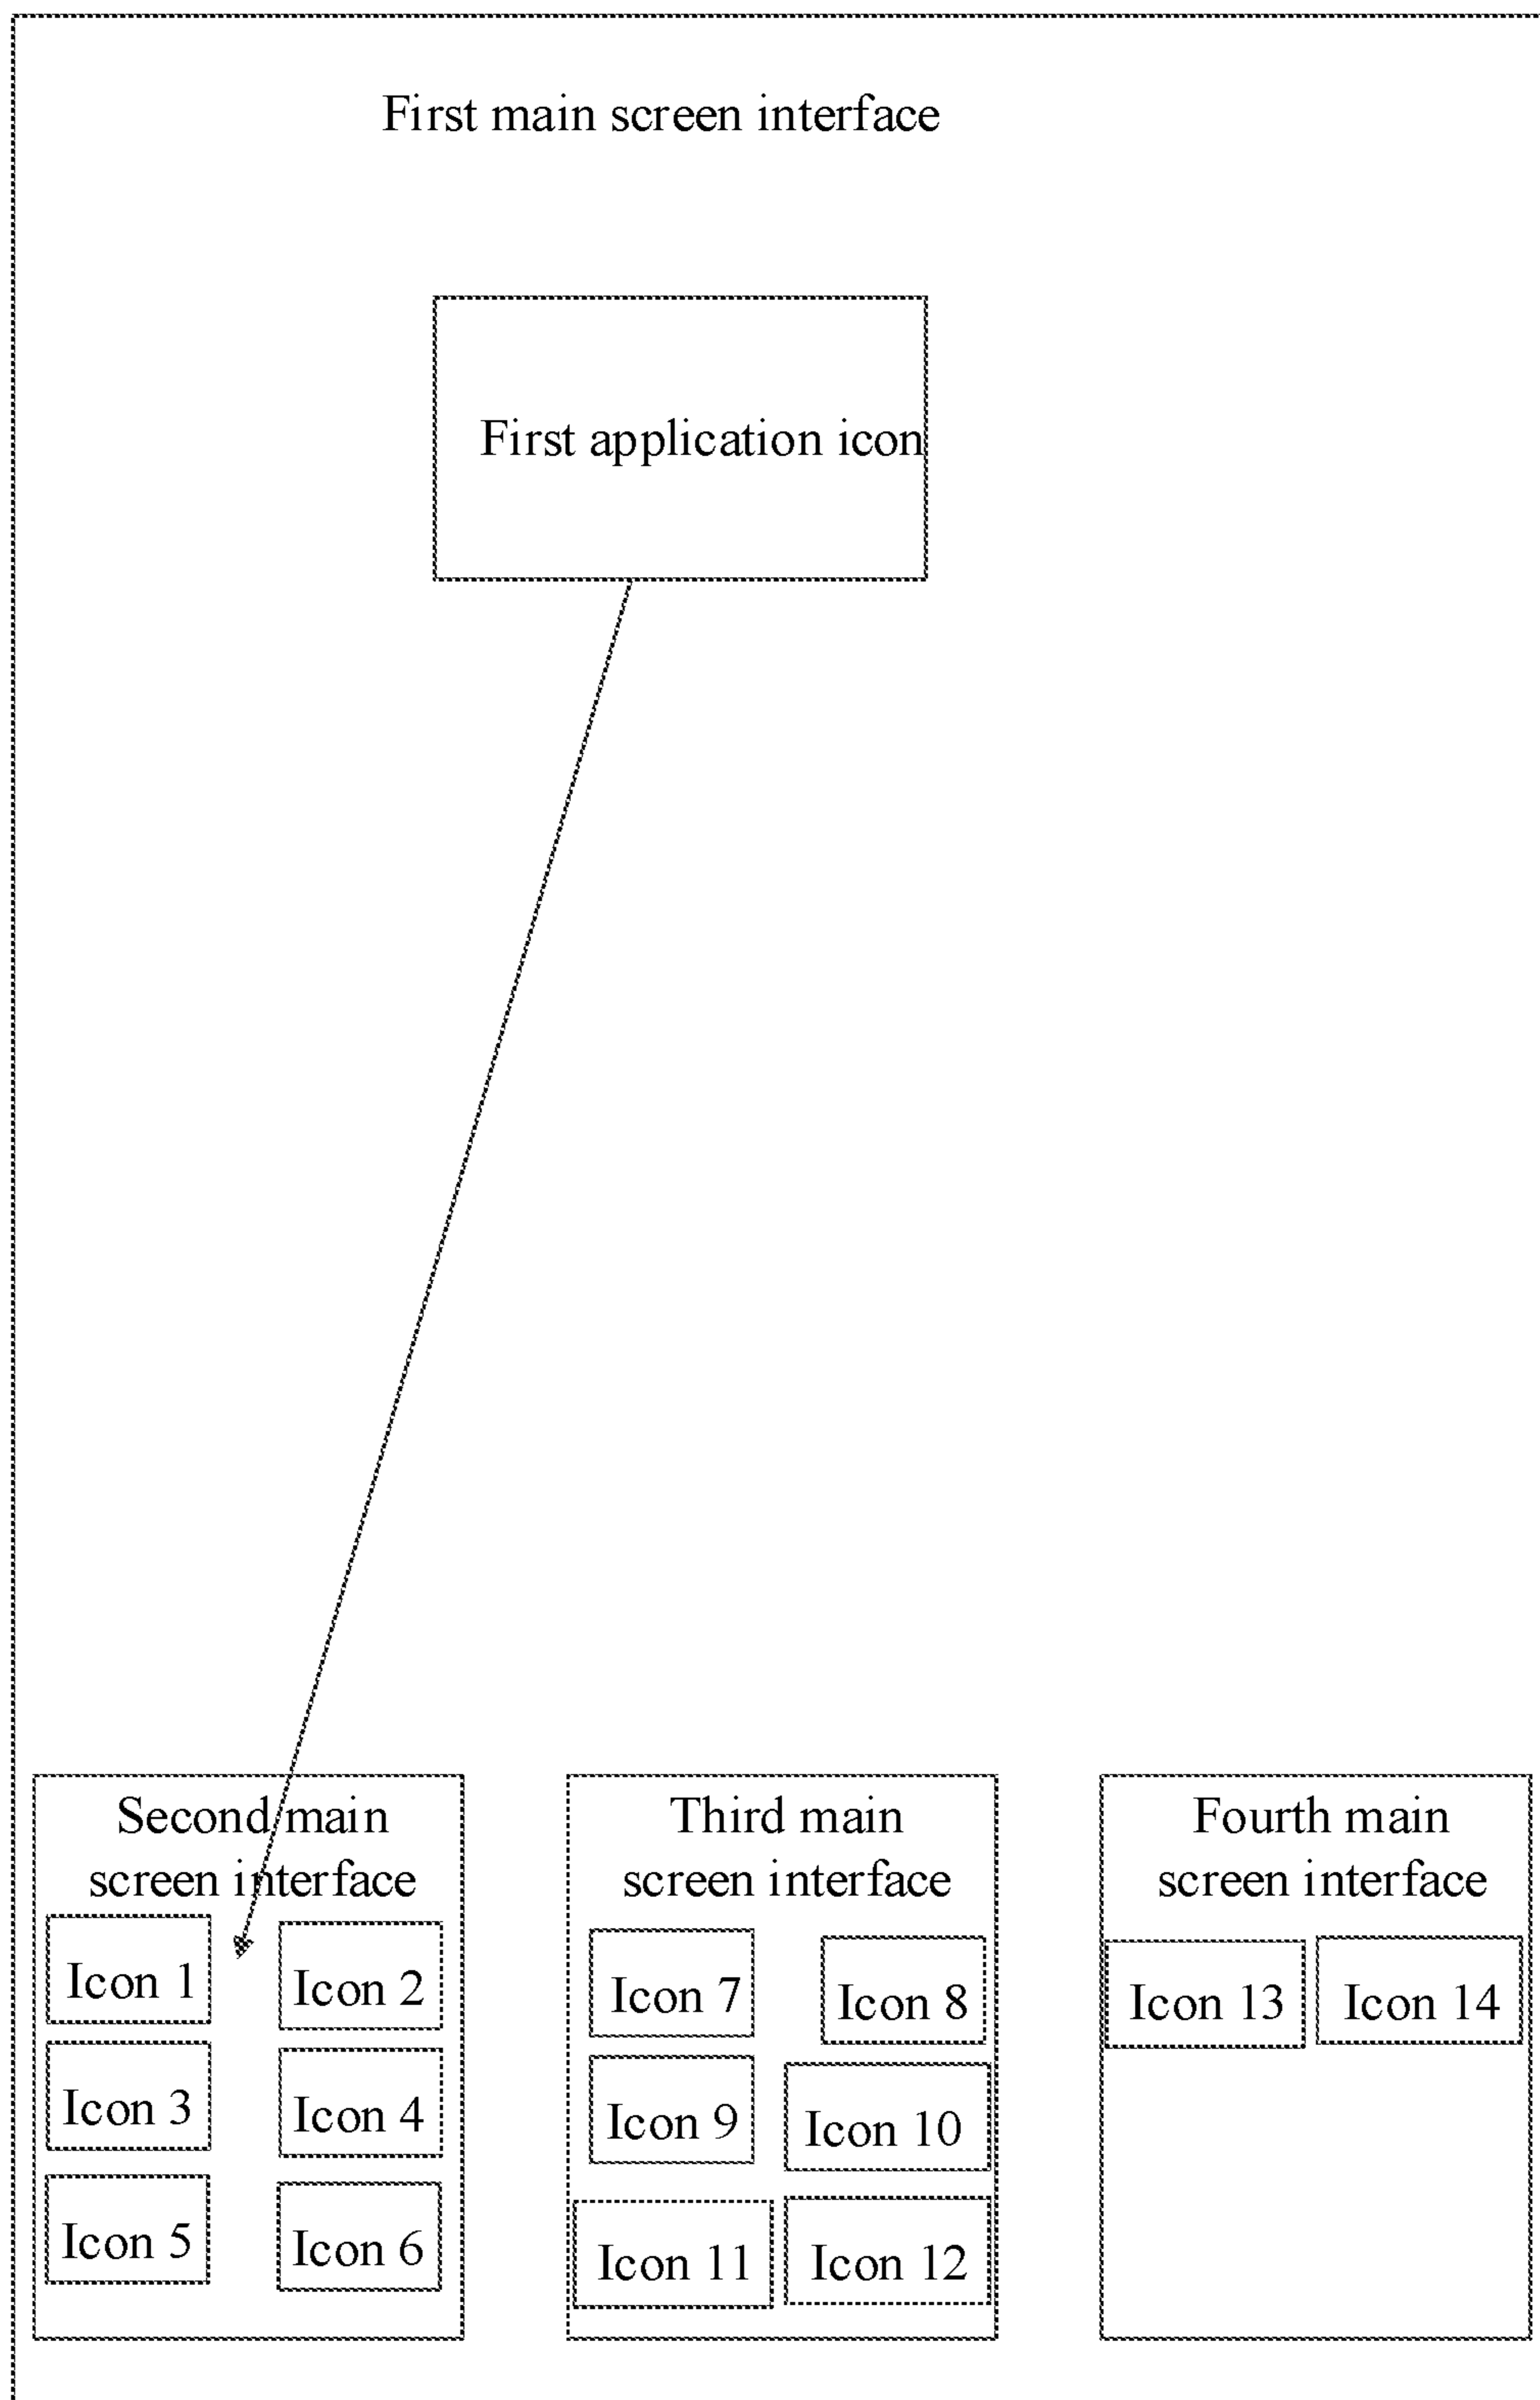 First main screen interface
First application icon
Second main
screen interface
Icon 1
Icon 2
Icon 3
Icon 4
Icon 5
Icon 6
Third main
screen interface
Icon 7
Icon 8
Icon 9
Icon 10
Icon 11
Icon 12
Fourth main
screen interface
Icon 13
Icon 14